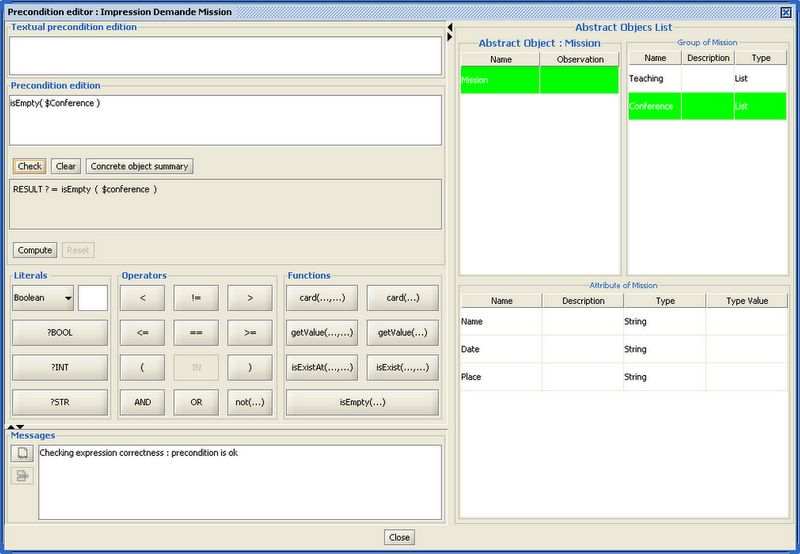 Precondition editor : Impression Demande Mission
Textual precondition edition
Precondition edition
isEmpty( $Conference )
Check Clear Concrete object summary
RESULT ? = isEmpty ( $conference )
Compute Reset
Literals Operators Functions
Boolean < != > card(...,...) card(...)
?BOOL <= == >= getValue(...,...) getValue(...)
?INT ( IN ) isExistAt(...,...) isExist(...,...)
?STR AND OR not(...) isEmpty(...)
Messages
Checking expression correctness : precondition is ok
Abstract Objecs List
Abstract Object : Mission
Name Observation
Mission
Group of Mission
Name Description Type
Teaching List
Conference List
Attribute of Mission
Name Description Type Type Value
Name String
Date String
Place String
Close